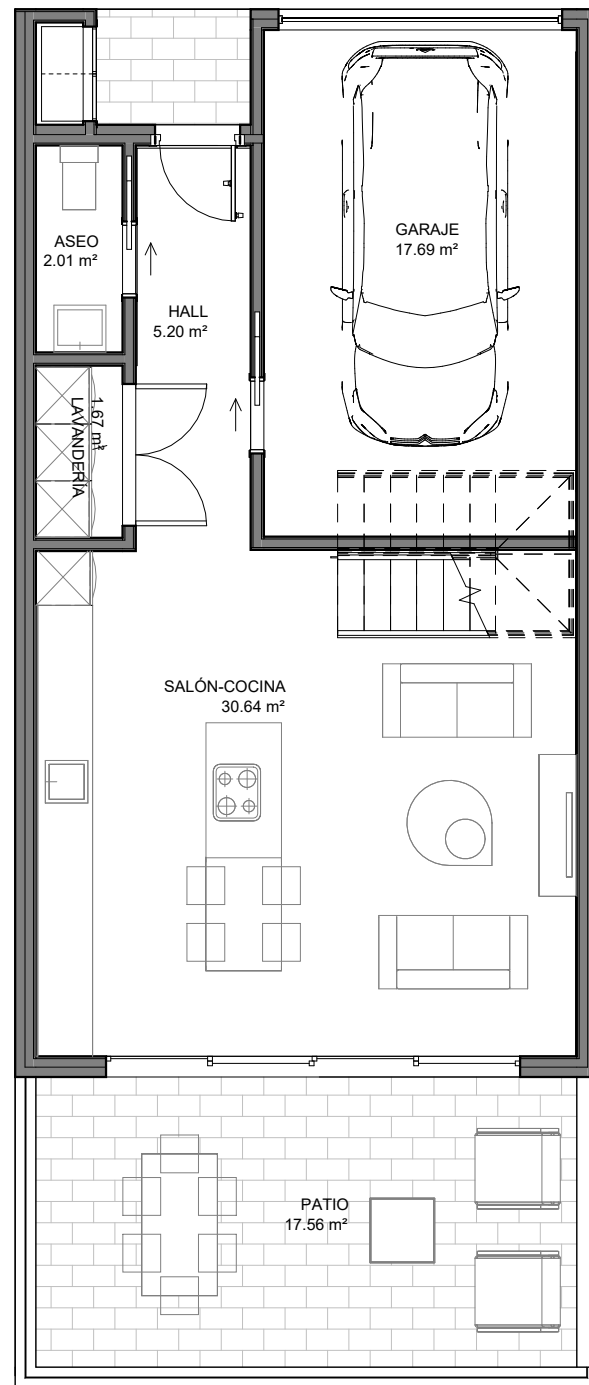 GARAJE
17.69 m²
ASEO
2.01 m²
HALL
5.20 m²
LAVANDERÍA
1.67 m²
SALÓN-COCINA
30.64 m²
PATIO
17.56 m²